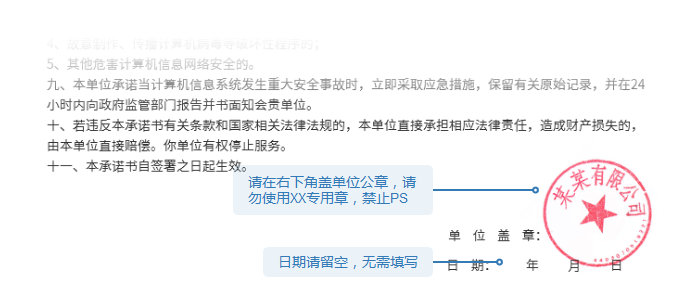 4、故意制作、传播计算机病毒等破坏性程序的；
5、其他危害计算机信息网络安全的。
九、本单位承诺当计算机信息系统发生重大安全事故时，立即采取应急措施，保留有关原始记录，并在24
小时内向政府监管部门报告并书面知会贵单位。
十、若违反本承诺书有关条款和国家相关法律法规的，本单位直接承担相应法律责任，造成财产损失的，
由本单位直接赔偿。你单位有权停止服务。
十一、本承诺书自签署之日起生效。
请在右下角盖单位公章，请
勿使用XX专用章，禁止PS
某某有限公司
单 位 盖 章：
日期请留空，无需填写
日 期： 年 月 日